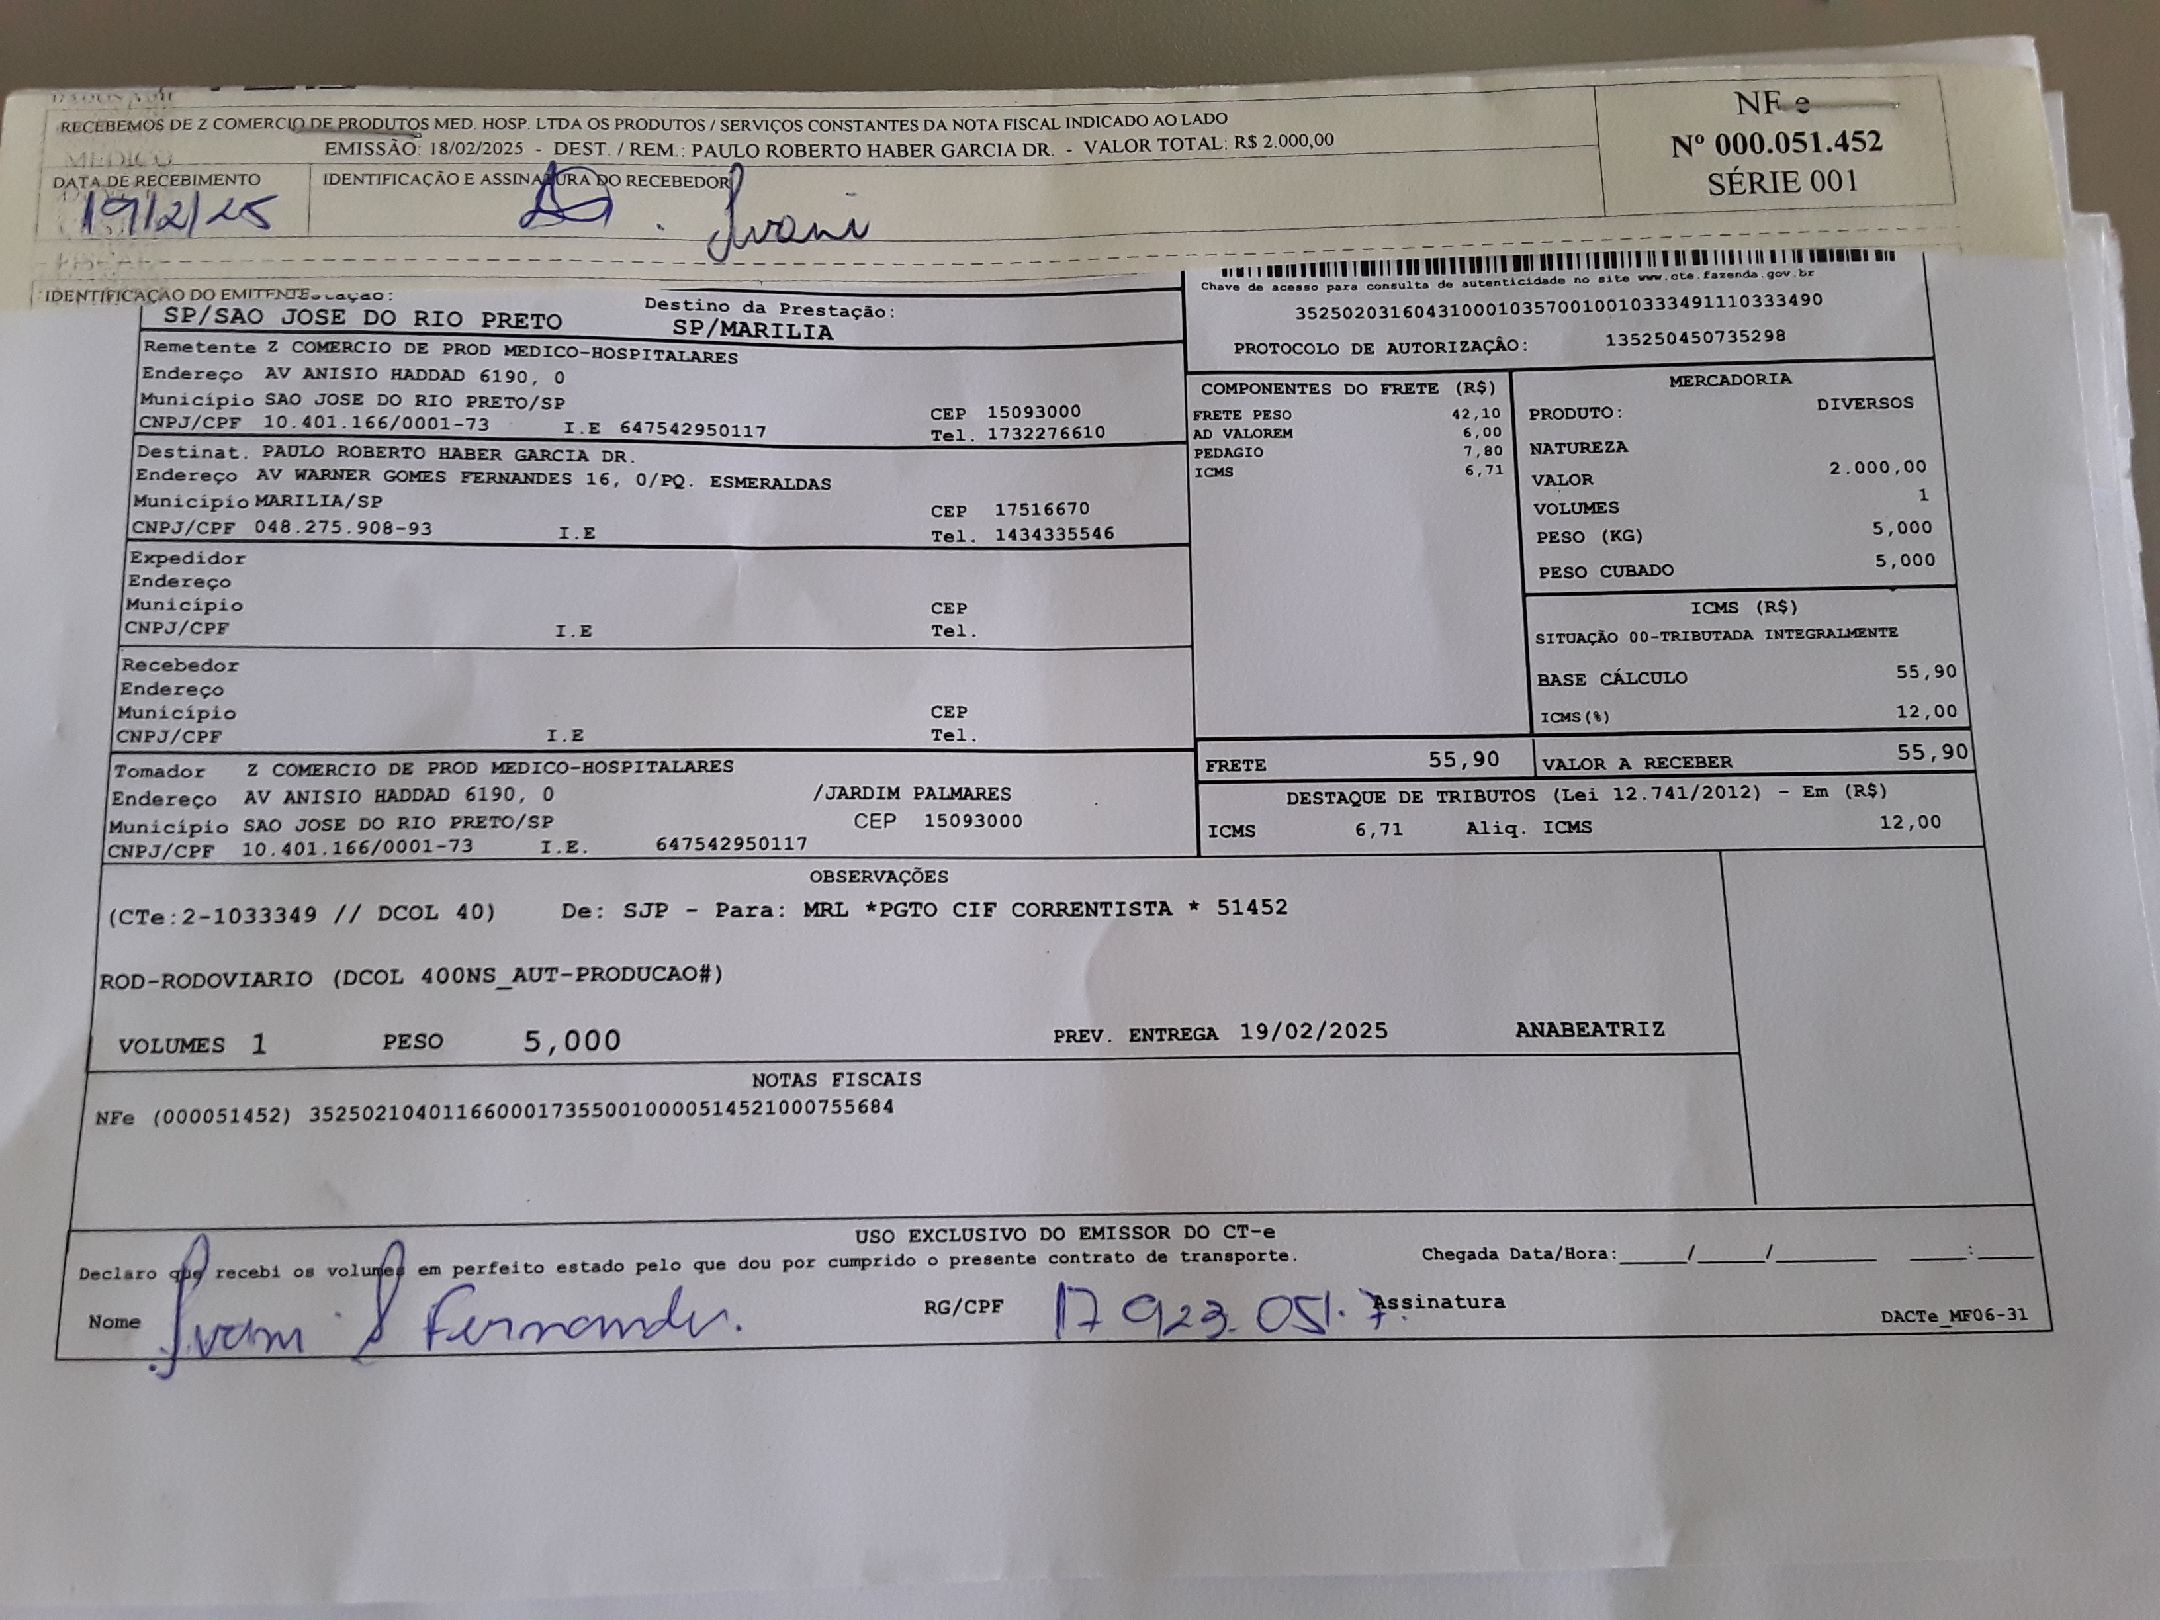 RECEBEMOS DE Z COMERCIO DE PRODUTOS MED. HOSP. LTDA OS PRODUTOS / SERVIÇOS CONSTANTES DA NOTA FISCAL INDICADO AO LADO
EMISSÃO: 18/02/2025 - DEST. / REM.: PAULO ROBERTO HABER GARCIA DR. - VALOR TOTAL: R$ 2.000,00
NF e
Nº 000.051.452
SÉRIE 001
DATA DE RECEBIMENTO
19/2/25
IDENTIFICAÇÃO E ASSINATURA DO RECEBEDOR
Ivani
IDENTIFICAÇAO DO EMITENTE
SP/SAO JOSE DO RIO PRETO
Destino da Prestação:
SP/MARILIA
Chave de acesso para consulta de autenticidade no site www.cte.fazenda.gov.br
35250203160431000103570010010333491110333490
PROTOCOLO DE AUTORIZAÇÃO: 135250450735298
Remetente Z COMERCIO DE PROD MEDICO-HOSPITALARES
Endereço AV ANISIO HADDAD 6190, 0
Município SAO JOSE DO RIO PRETO/SP CEP 15093000
CNPJ/CPF 10.401.166/0001-73 I.E 647542950117 Tel. 1732276610
Destinat. PAULO ROBERTO HABER GARCIA DR.
Endereço AV WARNER GOMES FERNANDES 16, 0/PQ. ESMERALDAS
Município MARILIA/SP CEP 17516670
CNPJ/CPF 048.275.908-93 I.E Tel. 1434335546
Expedidor
Endereço
Município CEP
CNPJ/CPF I.E Tel.
Recebedor
Endereço
Município CEP
CNPJ/CPF I.E Tel.
Tomador Z COMERCIO DE PROD MEDICO-HOSPITALARES
Endereço AV ANISIO HADDAD 6190, 0 /JARDIM PALMARES
Município SAO JOSE DO RIO PRETO/SP CEP 15093000
CNPJ/CPF 10.401.166/0001-73 I.E. 647542950117
COMPONENTES DO FRETE (R$)
FRETE PESO 42,10
AD VALOREM 6,00
PEDAGIO 7,80
ICMS 6,71
MERCADORIA
PRODUTO: DIVERSOS
NATUREZA
VALOR 2.000,00
VOLUMES 1
PESO (KG) 5,000
PESO CUBADO 5,000
ICMS (R$)
SITUAÇÃO 00-TRIBUTADA INTEGRALMENTE
BASE CÁLCULO 55,90
ICMS(%) 12,00
FRETE 55,90 VALOR A RECEBER 55,90
DESTAQUE DE TRIBUTOS (Lei 12.741/2012) - Em (R$)
ICMS 6,71 Aliq. ICMS 12,00
OBSERVAÇÕES
(CTe:2-1033349 // DCOL 40) De: SJP - Para: MRL *PGTO CIF CORRENTISTA * 51452
ROD-RODOVIARIO (DCOL 400NS_AUT-PRODUCAO#)
VOLUMES 1 PESO 5,000 PREV. ENTREGA 19/02/2025 ANABEATRIZ
NOTAS FISCAIS
NFe (000051452) 35250210401166000173550010000514521000755684
USO EXCLUSIVO DO EMISSOR DO CT-e
Declaro que recebi os volumes em perfeito estado pelo que dou por cumprido o presente contrato de transporte. Chegada Data/Hora:____/____/______ ___:___
Nome Ivani S Fernandes. RG/CPF 17 923.051.7. Assinatura
DACTe_MF06-31